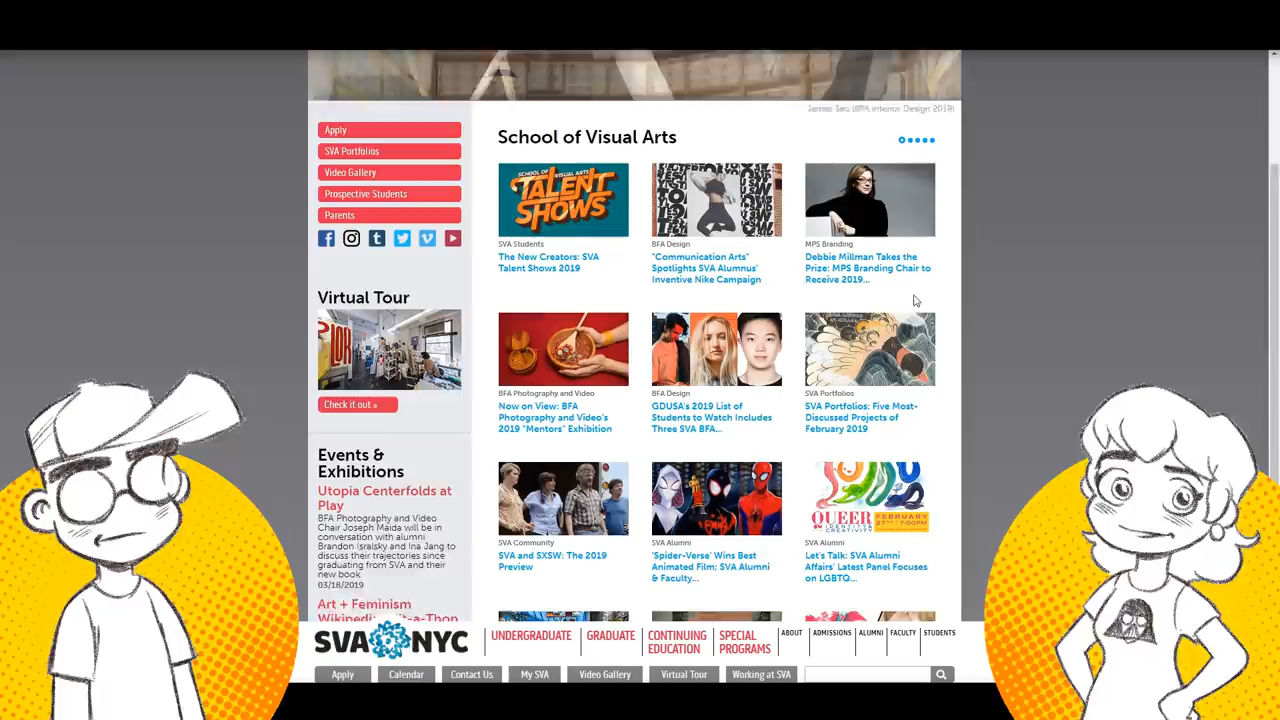 James San (BFA Interior Design 2019)
Apply
SVA Portfolios
Video Gallery
Prospective Students
Parents
Virtual Tour
Check it out »
Events &
Exhibitions
Utopia Centerfolds at
Play
BFA Photography and Video
Chair Joseph Maida will be in
conversation with alumni
Brandon Isralsky and Ina Jang to
discuss their trajectories since
graduating from SVA and their
new book.
03/18/2019
Art + Feminism
School of Visual Arts
SCHOOL OF VISUAL ARTS
TALENT
SHOWS
SVA Students
The New Creators: SVA
Talent Shows 2019
BFA Design
"Communication Arts"
Spotlights SVA Alumnus'
Inventive Nike Campaign
MPS Branding
Debbie Millman Takes the
Prize: MPS Branding Chair to
Receive 2019...
BFA Photography and Video
Now on View: BFA
Photography and Video's
2019 "Mentors" Exhibition
BFA Design
GDUSA's 2019 List of
Students to Watch Includes
Three SVA BFA...
SVA Portfolios
SVA Portfolios: Five Most-
Discussed Projects of
February 2019
SVA Community
SVA and SXSW: The 2019
Preview
SVA Alumni
'Spider-Verse' Wins Best
Animated Film; SVA Alumni
& Faculty...
QUEER IDENTITY & CREATIVITY
FEBRUARY
27TH 7:00PM
SVA Alumni
Let's Talk: SVA Alumni
Affairs' Latest Panel Focuses
on LGBTQ...
SVA NYC
UNDERGRADUATE
GRADUATE
CONTINUING
EDUCATION
SPECIAL
PROGRAMS
ABOUT
ADMISSIONS
ALUMNI
FACULTY
STUDENTS
Apply
Calendar
Contact Us
My SVA
Video Gallery
Virtual Tour
Working at SVA